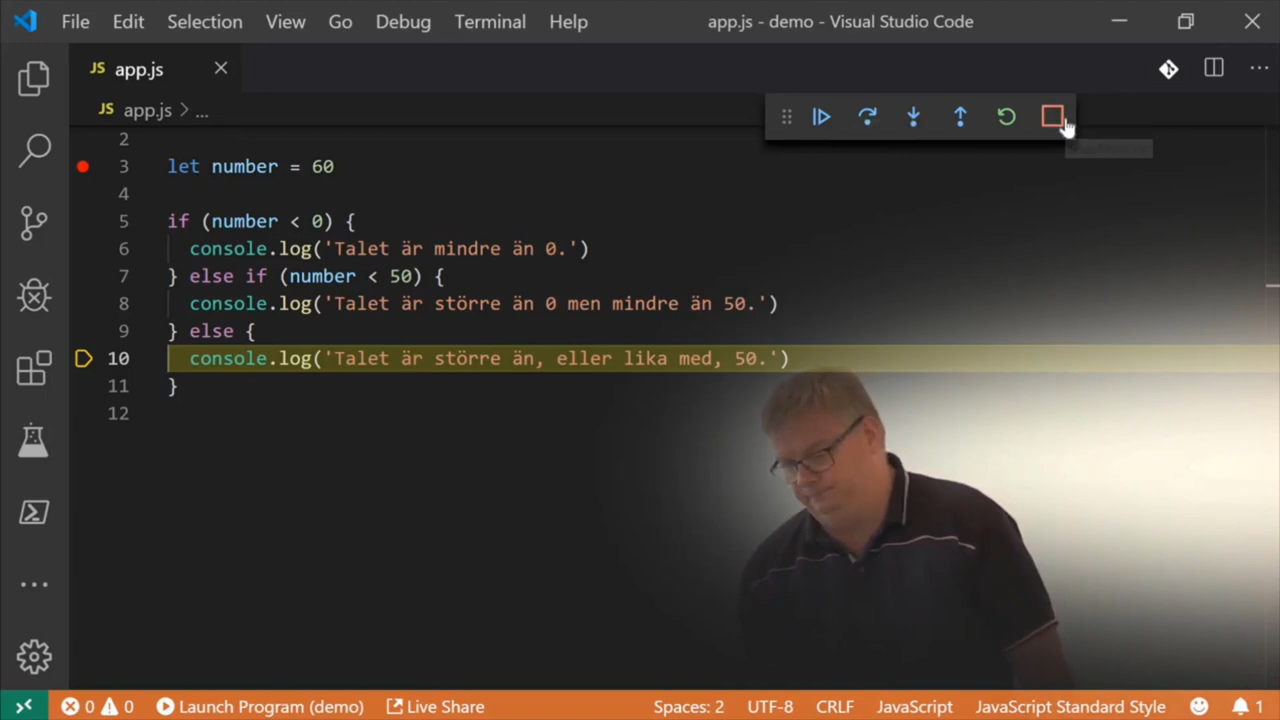 File Edit Selection View Go Debug Terminal Help app.js - demo - Visual Studio Code
JS app.js
JS app.js > ...
2
3 let number = 60
4
5 if (number < 0) {
6 console.log('Talet är mindre än 0.')
7 } else if (number < 50) {
8 console.log('Talet är större än 0 men mindre än 50.')
9 } else {
10 console.log('Talet är större än, eller lika med, 50.')
11 }
12
0 0 Launch Program (demo) Live Share Spaces: 2 UTF-8 CRLF JavaScript JavaScript Standard Style 1